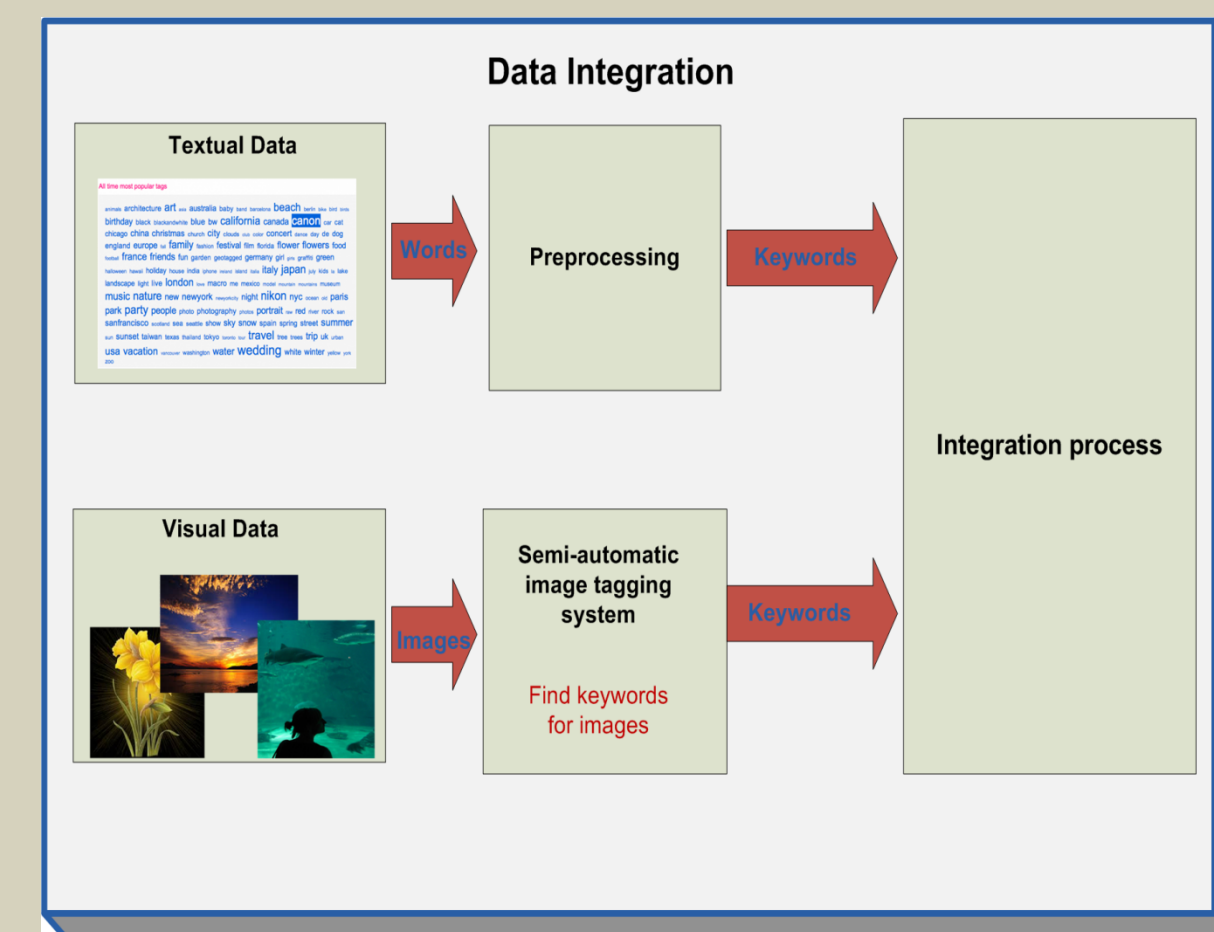 Data Integration
Textual Data
All time most popular tags
animals architecture art asia australia baby band barcelona beach berlin bike bird birds
birthday black blackandwhite blue bw california canada canon car cat
chicago china christmas church city clouds color concert dance day de dog
england europe fall family fashion festival film florida flower flowers food
football france friends fun garden geotagged germany girl girls graffiti green
halloween hawaii holiday house india iphone ireland island italia italy japan july kids la lake
landscape light live london love macro me mexico model mountain mountains museum
music nature new newyork newyorkcity night nikon nyc ocean old paris
park party people photo photography photos portrait raw red river rock san
sanfrancisco scotland sea seattle show sky snow spain spring street summer
sun sunset taiwan texas thailand tokyo toronto tour travel tree trees trip uk urban
usa vacation vancouver washington water wedding white winter yellow york
zoo
Words
Preprocessing
Keywords
Integration process
Visual Data
Images
Semi-automatic
image tagging
system
Find keywords
for images
Keywords